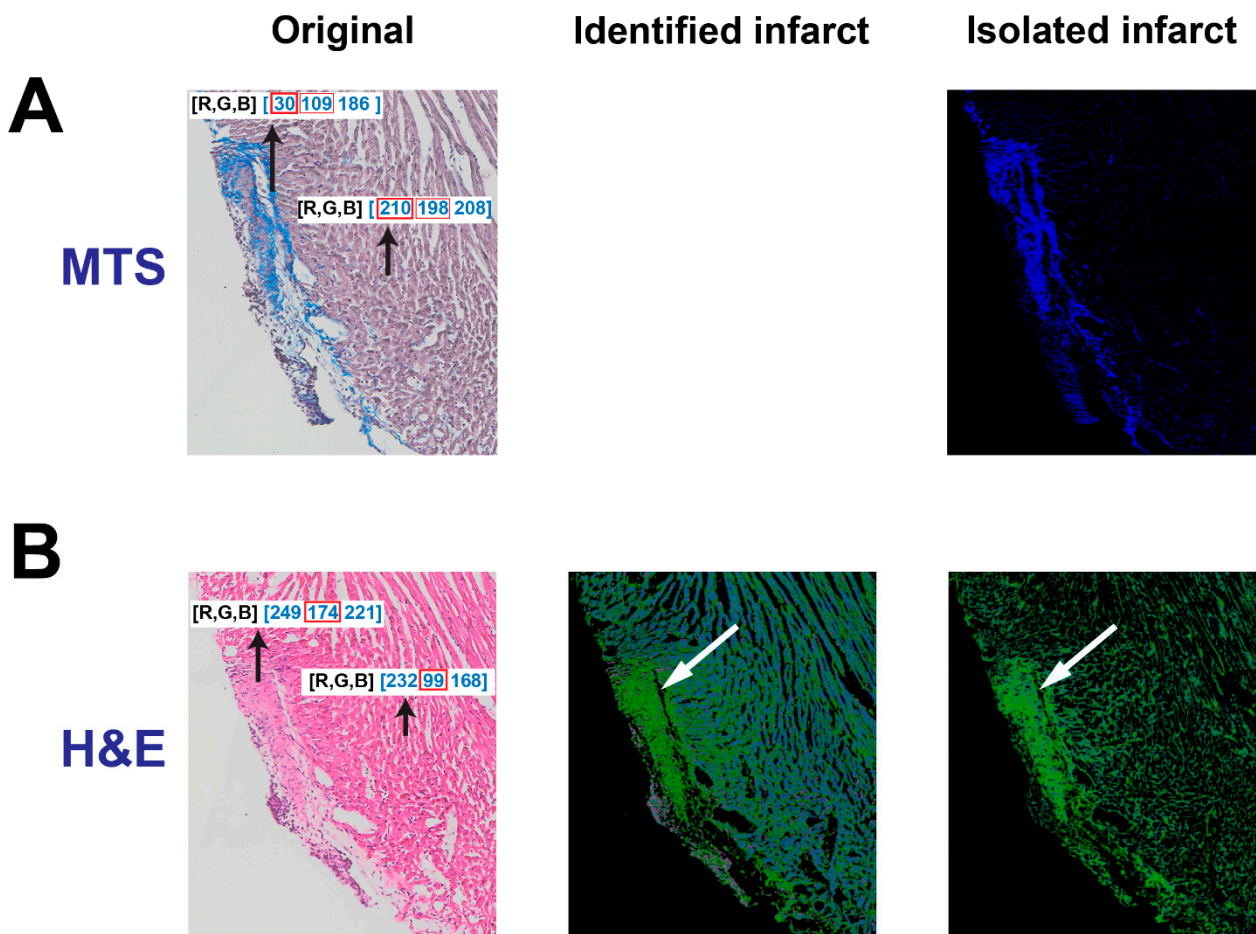 Original Identified infarct Isolated infarct
A
[R,G,B] [ 30 109 186 ]
[R,G,B] [ 210 198 208]
MTS
B
[R,G,B] [249 174 221]
[R,G,B] [232 99 168]
H&E